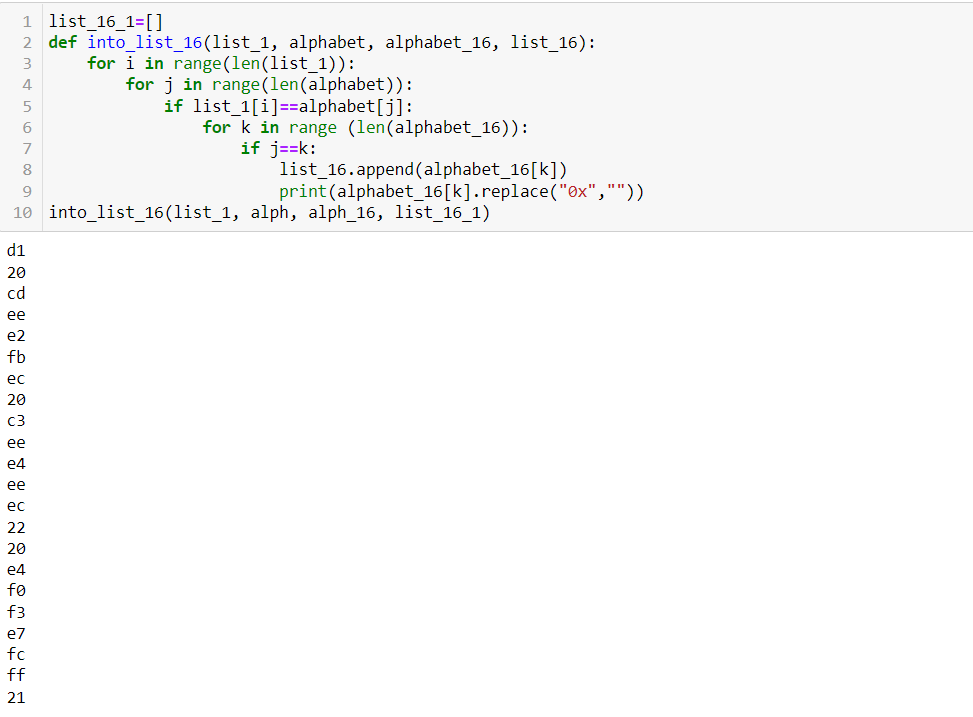 1 list_16_1=[]
2 def into_list_16(list_1, alphabet, alphabet_16, list_16):
3     for i in range(len(list_1)):
4         for j in range(len(alphabet)):
5             if list_1[i]==alphabet[j]:
6                 for k in range (len(alphabet_16)):
7                     if j==k:
8                         list_16.append(alphabet_16[k])
9                         print(alphabet_16[k].replace("0x",""))
10 into_list_16(list_1, alph, alph_16, list_16_1)
d1
20
cd
ee
e2
fb
ec
20
c3
ee
e4
ee
ec
22
20
e4
f0
f3
e7
fc
ff
21